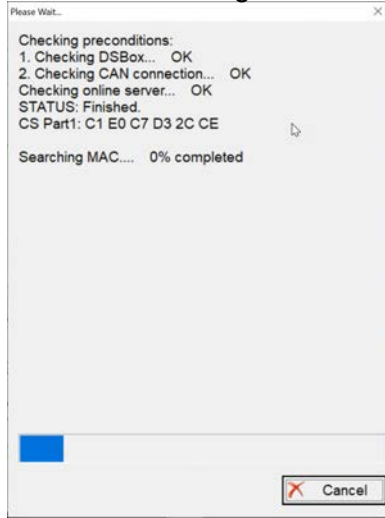 Please Wait...
Checking preconditions:
1. Checking DSBox... OK
2. Checking CAN connection... OK
Checking online server... OK
STATUS: Finished.
CS Part1: C1 E0 C7 D3 2C CE
Searching MAC.... 0% completed
Cancel